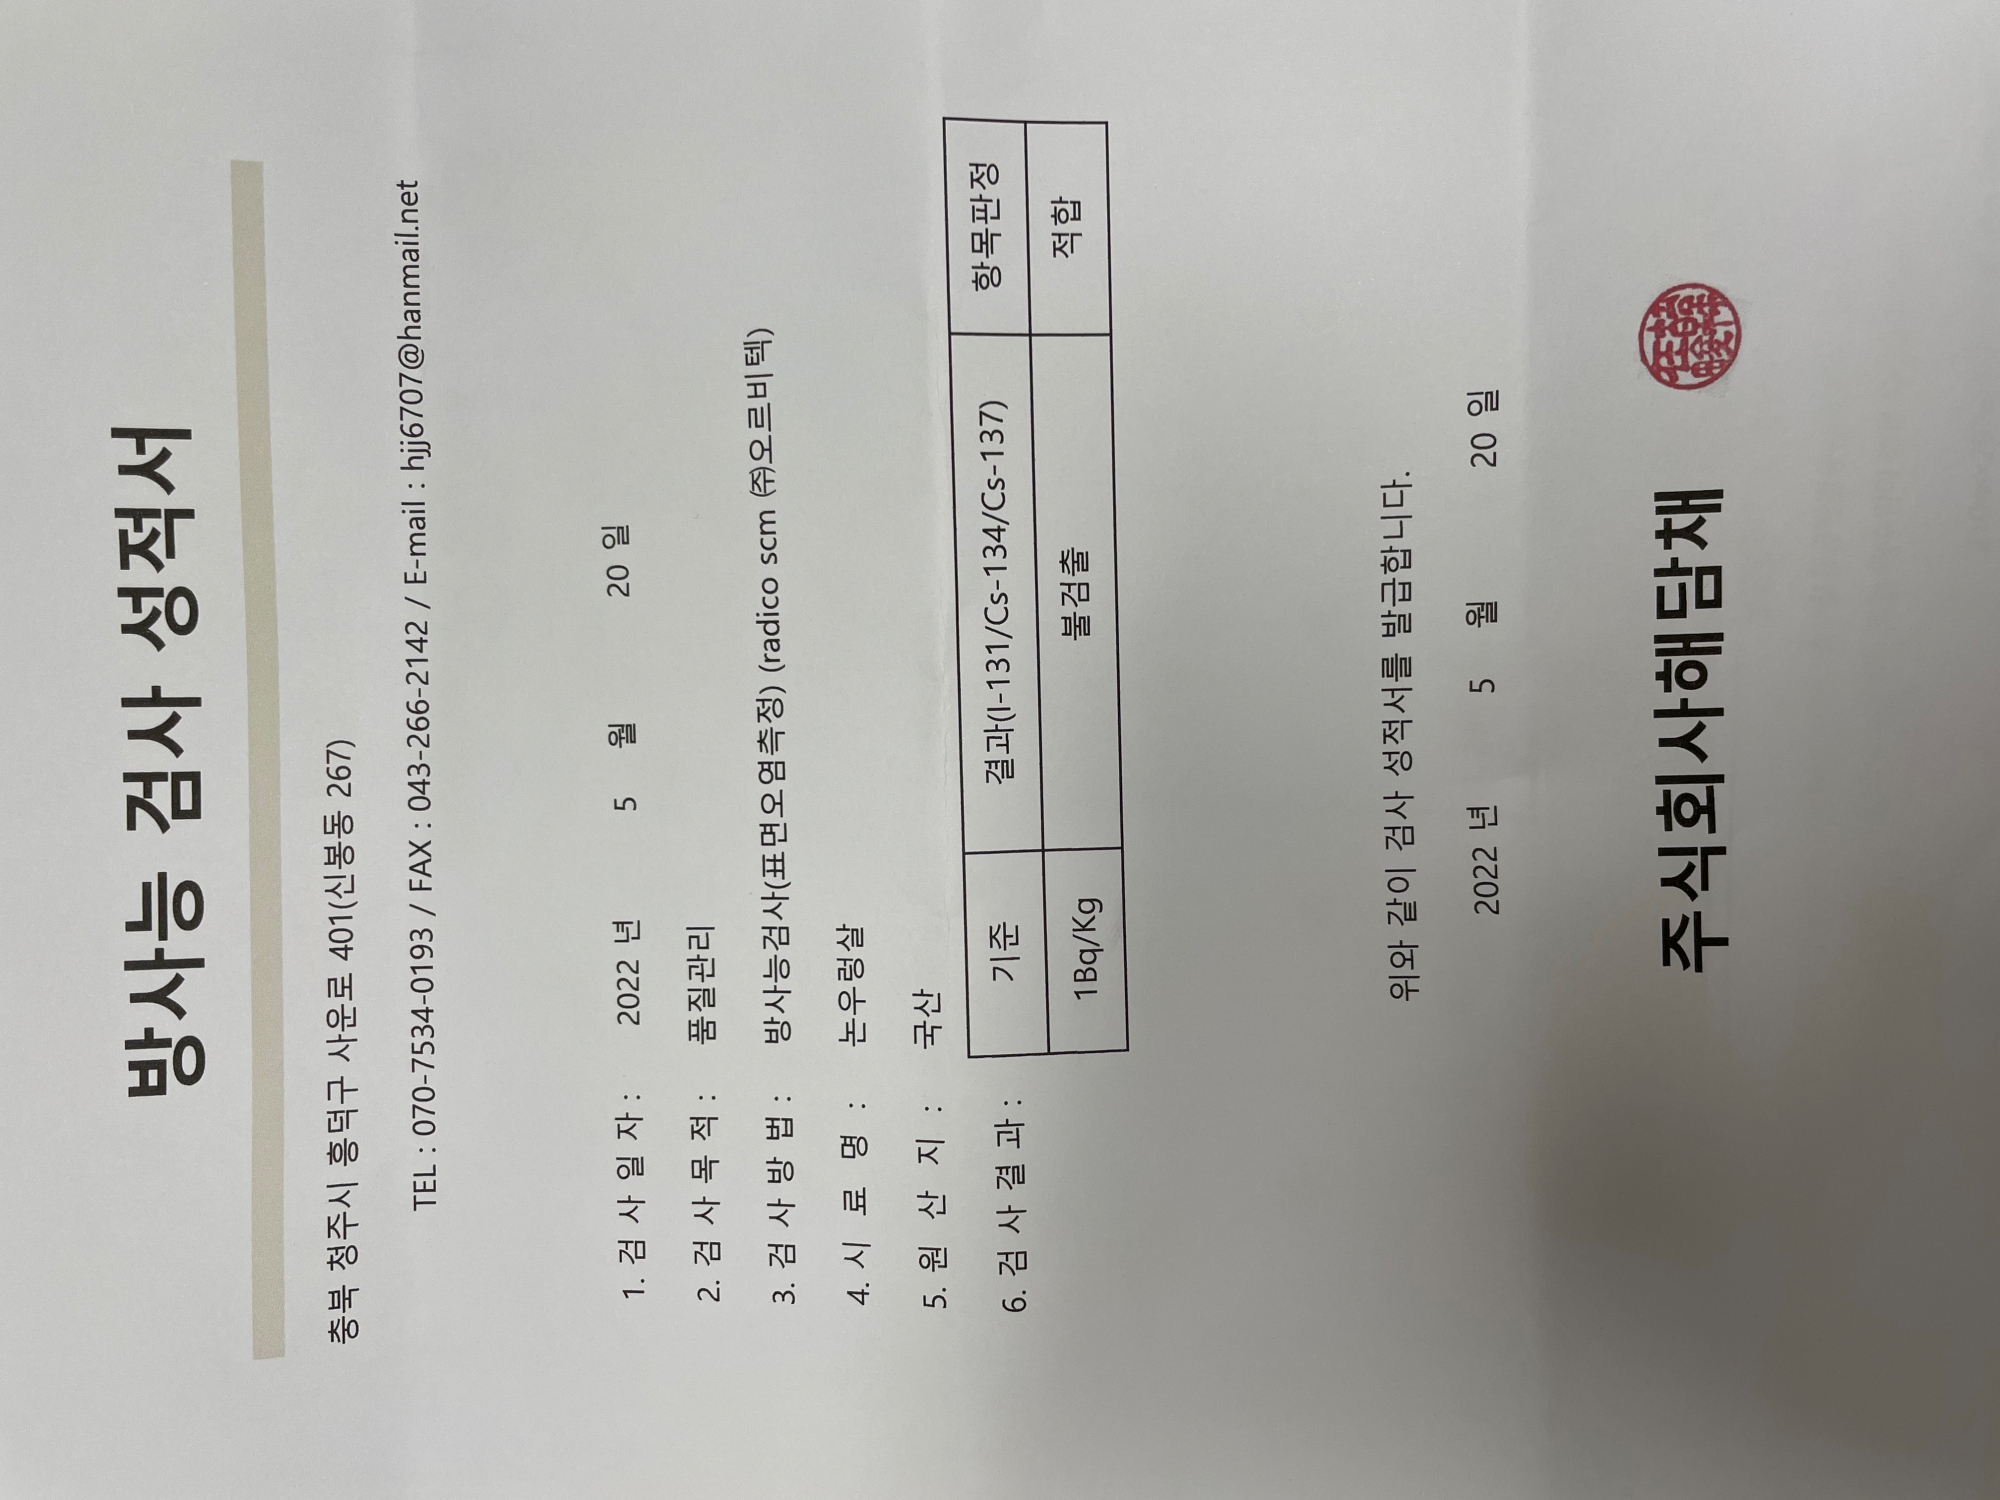 방사능 검사 성적서
충북 청주시 흥덕구 사운로 401(신봉동 267)
TEL : 070-7534-0193 / FAX : 043-266-2142 / E-mail : hjj6707@hanmail.net
1. 검 사 일 자 : 2022 년 5 월 20 일
2. 검 사 목 적 : 품질관리
3. 검 사 방 법 : 방사능검사(표면오염측정) (radico scm ㈜오르비텍)
4. 시 료 명 : 논우렁살
5. 원 산 지 : 국산
6. 검 사 결 과 :
기준 결과(I-131/Cs-134/Cs-137) 항목판정
1Bq/Kg 불검출 적합
위와 같이 검사 성적서를 발급합니다.
2022 년 5 월 20 일
주식회사해담채